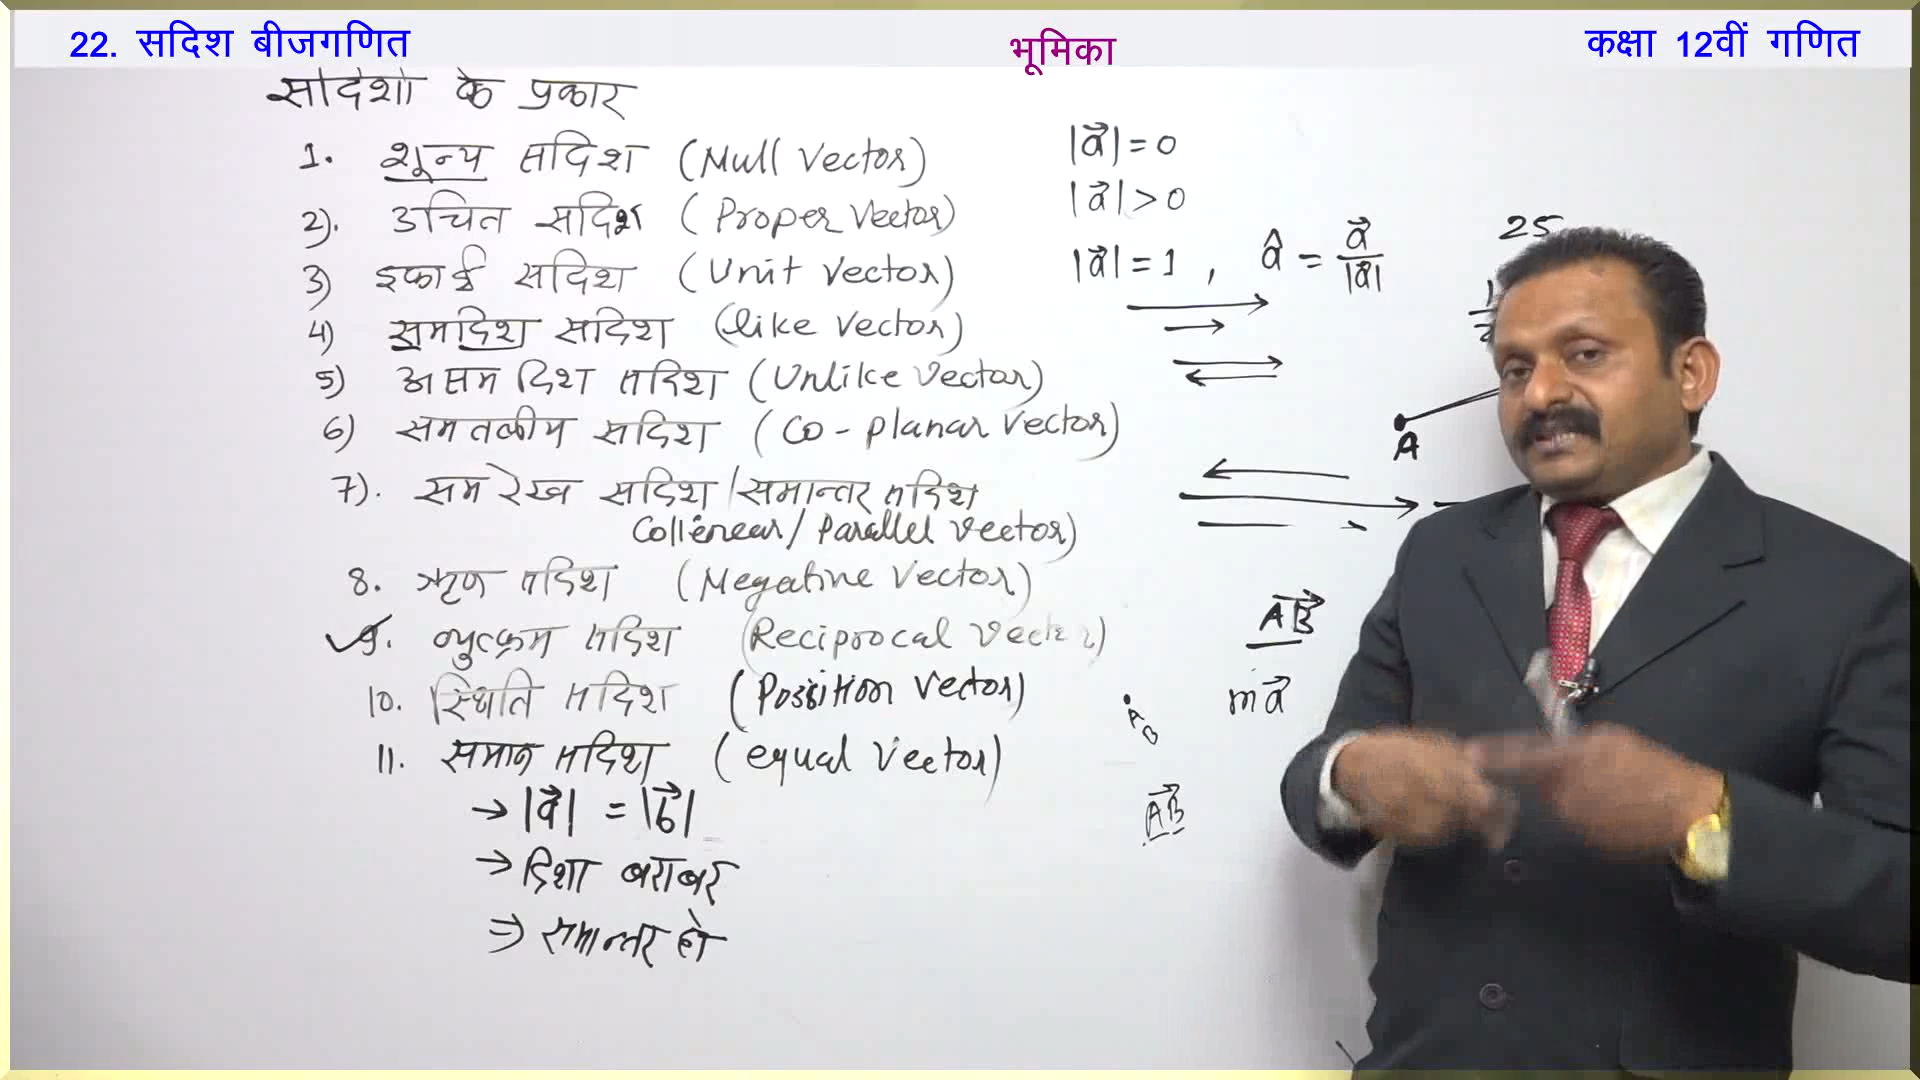 22. सदिश बीजगणित
भूमिका
कक्षा 12वीं गणित
सदिशों के प्रकार
1. शून्य सदिश (Null Vector) |a⃗| = 0
2). उचित सदिश (Proper Vector) |a⃗| > 0
3) इकाई सदिश (Unit Vector) |a⃗| = 1 , â = a⃗/|a⃗|
25
4) समदिश सदिश (like Vector)
5) असमदिश सदिश (Unlike Vector)
6) समतलीय सदिश (Co-planar Vector)
A
7). समरेख सदिश/समान्तर सदिश
Collenear/Parallel Vector)
8. ऋण सदिश (Negative Vector)
9. व्युत्क्रम सदिश (Reciprocal Vector)
AB⃗
10. स्थिति सदिश (Position Vector)
ma⃗
A
B
11. समान सदिश (equal Vector)
→ |a⃗| = |b⃗|
AB⃗
→ दिशा बराबर
⇒ समान्तर हो